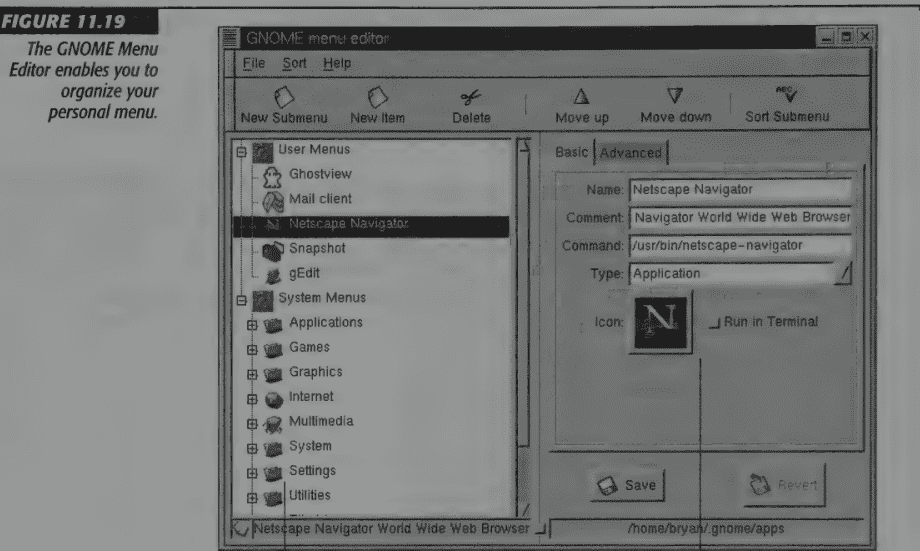 FIGURE 11.19
The GNOME Menu
Editor enables you to
organize your
personal menu.
GNOME menu editor
File Sort Help
New Submenu New Item Delete Move up Move down Sort Submenu
User Menus
Ghostview
Mail client
Netscape Navigator
Snapshot
gEdit
System Menus
Applications
Games
Graphics
Internet
Multimedia
System
Settings
Utilities
Basic Advanced
Name: Netscape Navigator
Comment: Navigator World Wide Web Browser
Command: /usr/bin/netscape-navigator
Type: Application
Icon: N Run in Terminal
Save Revert
Netscape Navigator World Wide Web Browser /home/bryan/.gnome/apps